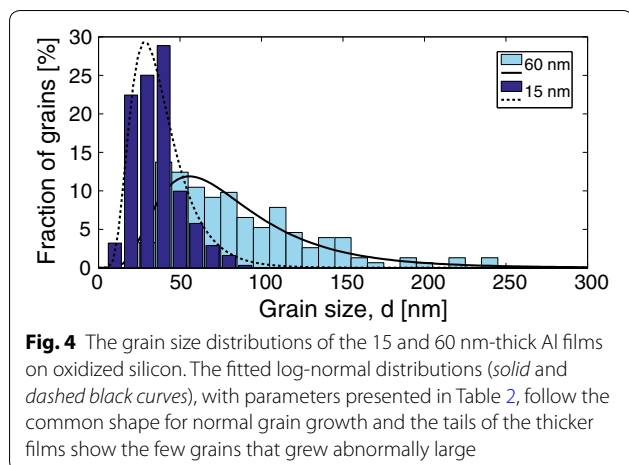 Fraction of grains [%]
30
25
20
15
10
5
0
0
50
100
150
200
250
300
Grain size, d [nm]
60 nm
15 nm
Fig. 4 The grain size distributions of the 15 and 60 nm-thick Al films
on oxidized silicon. The fitted log-normal distributions (solid and
dashed black curves), with parameters presented in Table 2, follow the
common shape for normal grain growth and the tails of the thicker
films show the few grains that grew abnormally large